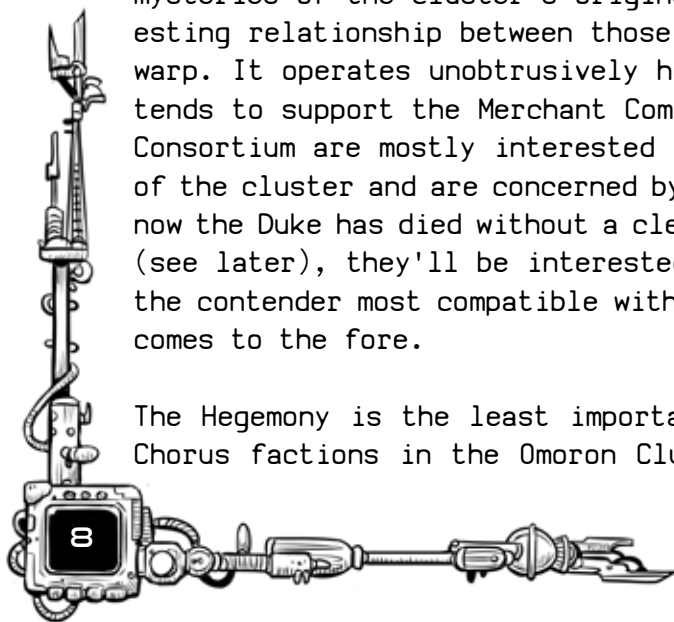 mysteries of the cluster's origin
esting relationship between those
warp. It operates unobtrusively h
tends to support the Merchant Com
Consortium are mostly interested
of the cluster and are concerned by
now the Duke has died without a cle
(see later), they'll be interested
the contender most compatible with
comes to the fore.
The Hegemony is the least importa
Chorus factions in the Omoron Clu
8